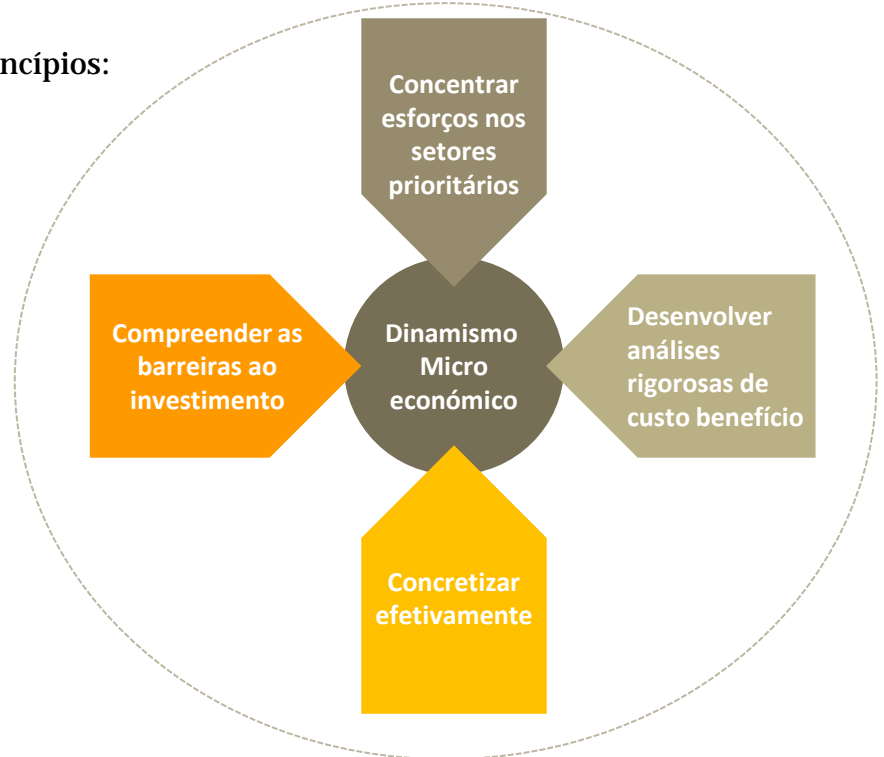 ncípios:
Concentrar
esforços nos
setores
prioritários
Compreender as
barreiras ao
investimento
Dinamismo
Micro
económico
Desenvolver
análises
rigorosas de
custo benefício
Concretizar
efetivamente